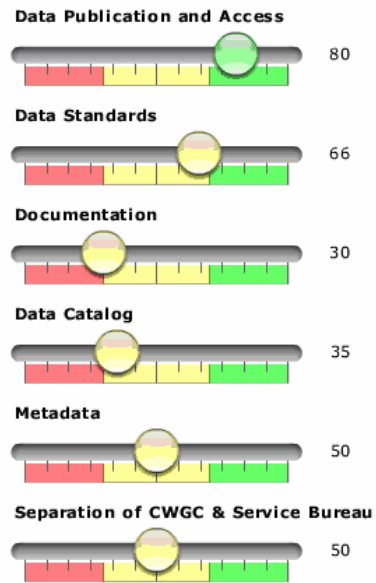 Data Publication and Access
80
Data Standards
66
Documentation
30
Data Catalog
35
Metadata
50
Separation of CWGC & Service Bureau
50